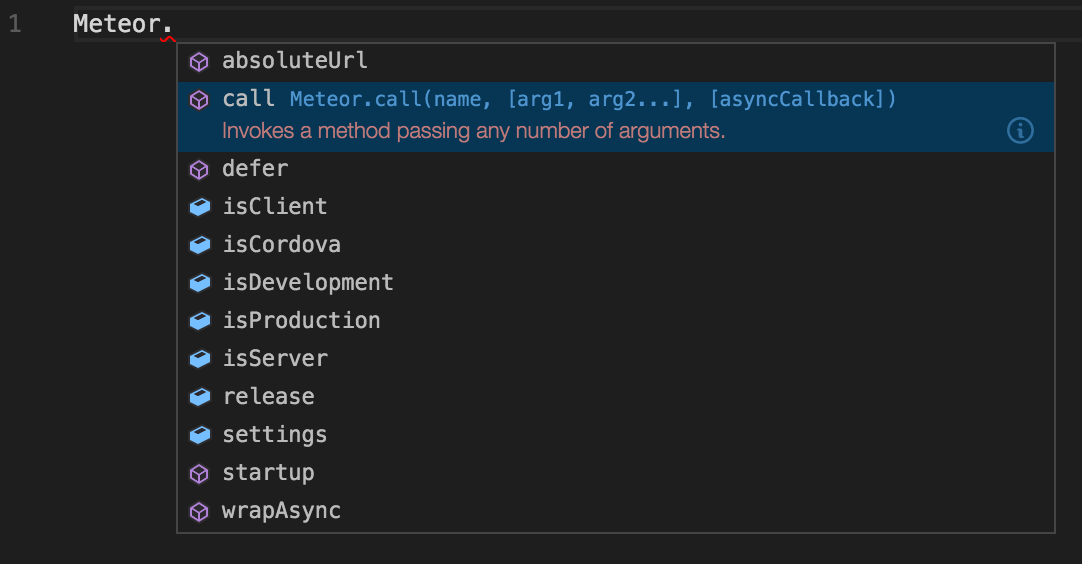 1 Meteor.
absoluteUrl
call Meteor.call(name, [arg1, arg2...], [asyncCallback])
Invokes a method passing any number of arguments.
defer
isClient
isCordova
isDevelopment
isProduction
isServer
release
settings
startup
wrapAsync